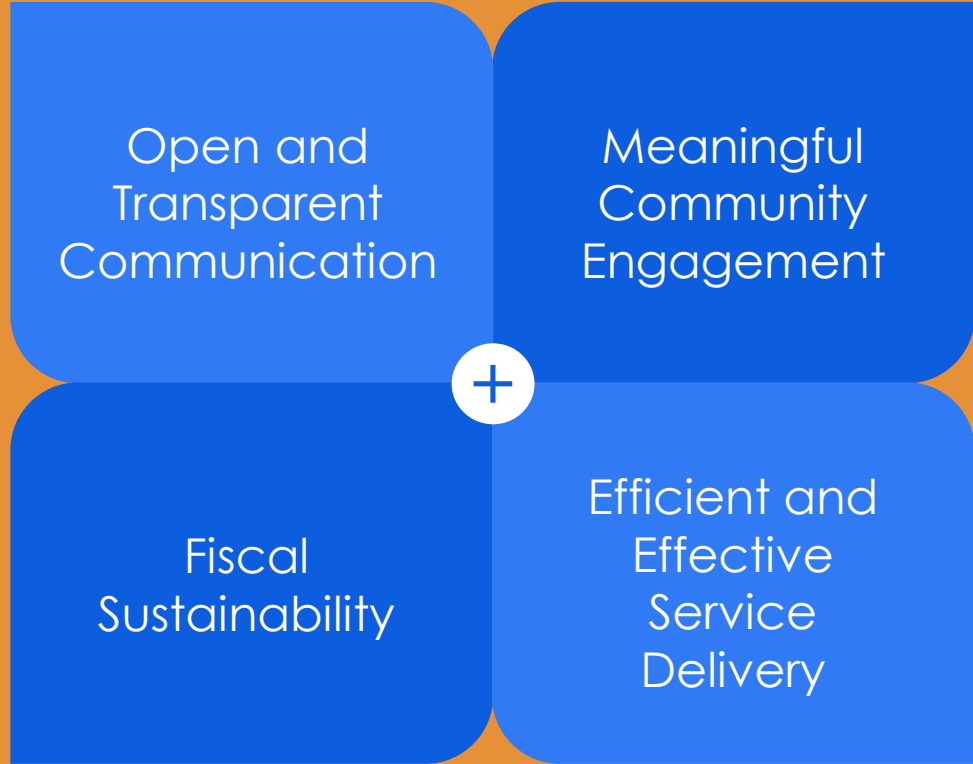 Open and
Transparent
Communication
Meaningful
Community
Engagement
+
Fiscal
Sustainability
Efficient and
Effective
Service
Delivery